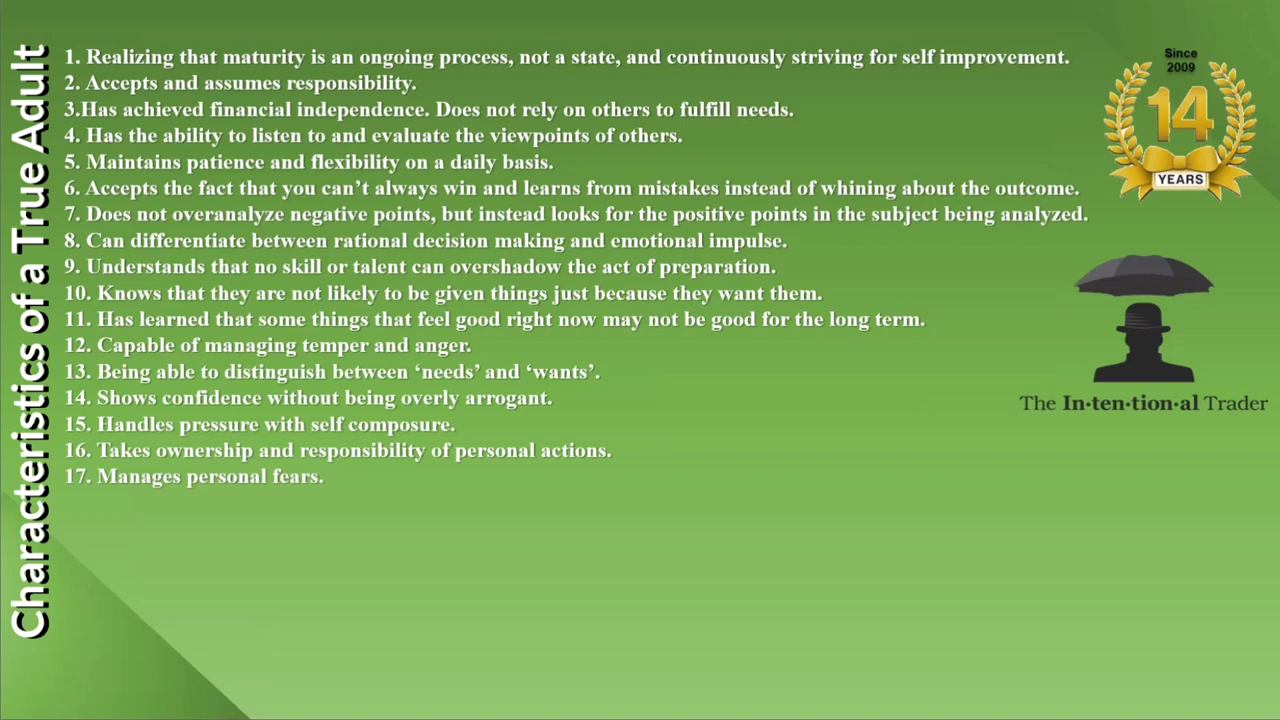 Characteristics of a True Adult
1. Realizing that maturity is an ongoing process, not a state, and continuously striving for self improvement.
2. Accepts and assumes responsibility.
3.Has achieved financial independence. Does not rely on others to fulfill needs.
4. Has the ability to listen to and evaluate the viewpoints of others.
5. Maintains patience and flexibility on a daily basis.
6. Accepts the fact that you can’t always win and learns from mistakes instead of whining about the outcome.
7. Does not overanalyze negative points, but instead looks for the positive points in the subject being analyzed.
8. Can differentiate between rational decision making and emotional impulse.
9. Understands that no skill or talent can overshadow the act of preparation.
10. Knows that they are not likely to be given things just because they want them.
11. Has learned that some things that feel good right now may not be good for the long term.
12. Capable of managing temper and anger.
13. Being able to distinguish between ‘needs’ and ‘wants’.
14. Shows confidence without being overly arrogant.
15. Handles pressure with self composure.
16. Takes ownership and responsibility of personal actions.
17. Manages personal fears.
Since
2009
14
YEARS
The In·ten·tion·al Trader